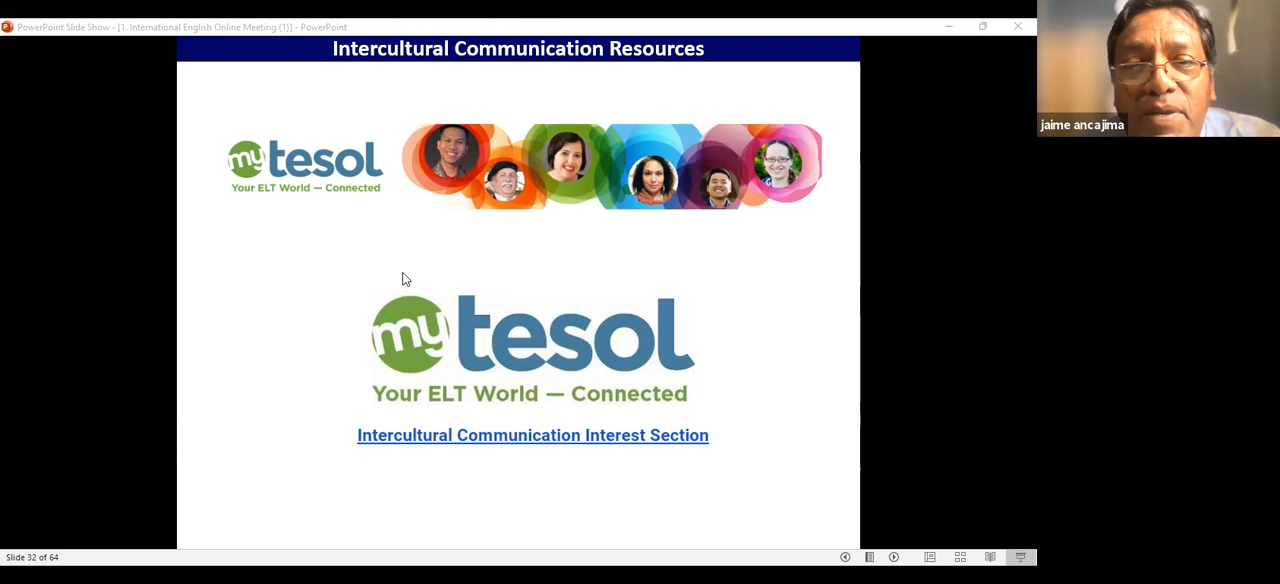 PowerPoint Slide Show - [1. International English Online Meeting (1)] - PowerPoint
Intercultural Communication Resources
jaime ancajima
my tesol
Your ELT World — Connected
my tesol
Your ELT World — Connected
Intercultural Communication Interest Section
Slide 32 of 64